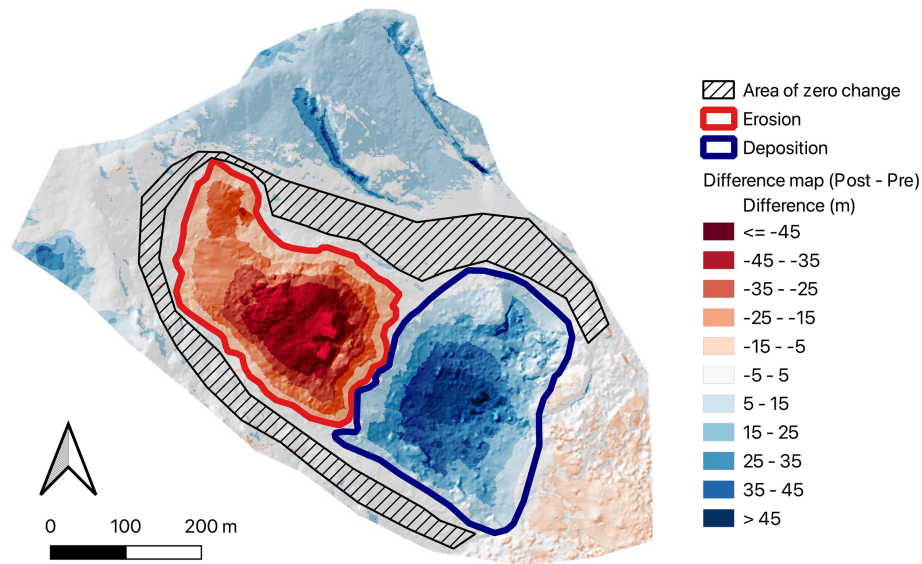 Area of zero change
Erosion
Deposition
Difference map (Post - Pre)
Difference (m)
<= -45
-45 - -35
-35 - -25
-25 - -15
-15 - -5
-5 - 5
5 - 15
15 - 25
25 - 35
35 - 45
> 45
0 100 200 m